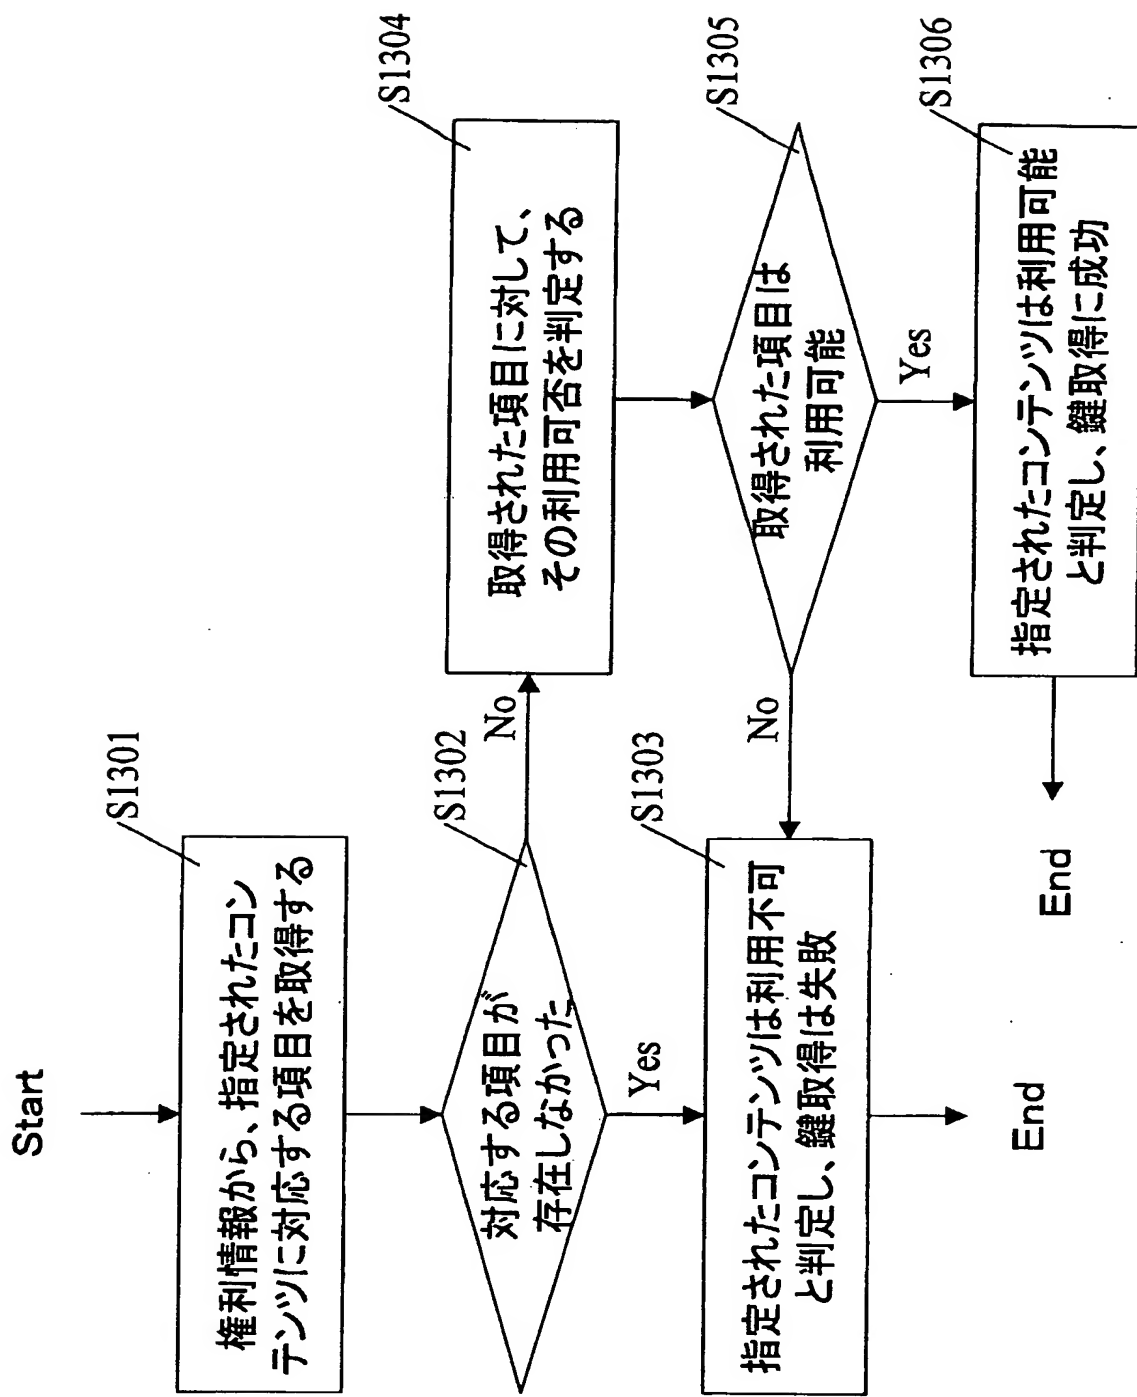 Start
S1301
権利情報から、指定されたコン
テンツに対応する項目を取得する
S1302
対応する項目が
存在しなかった
No
Yes
S1303
指定されたコンテンツは利用不可
と判定し、鍵取得は失敗
End
S1304
取得された項目に対して、
その利用可否を判定する
S1305
取得された項目は
利用可能
No
Yes
S1306
指定されたコンテンツは利用可能
と判定し、鍵取得に成功
End